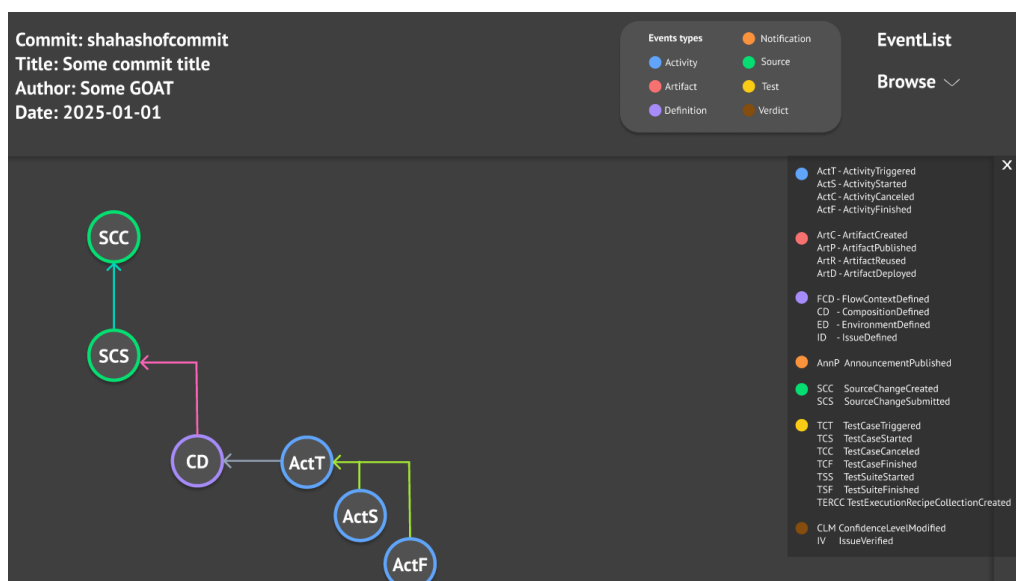 Commit: shahashofcommit
Title: Some commit title
Author: Some GOAT
Date: 2025-01-01
Events types
Notification
Activity
Source
Artifact
Test
Definition
Verdict
EventList
Browse
X
ActT - ActivityTriggered
ActS - ActivityStarted
ActC - ActivityCanceled
ActF - ActivityFinished
ArtC - ArtifactCreated
ArtP - ArtifactPublished
ArtR - ArtifactReused
ArtD - ArtifactDeployed
FCD - FlowContextDefined
CD - CompositionDefined
ED - EnvironmentDefined
ID - IssueDefined
AnnP AnnouncementPublished
SCC SourceChangeCreated
SCS SourceChangeSubmitted
TCT TestCaseTriggered
TCS TestCaseStarted
TCC TestCaseCanceled
TCF TestCaseFinished
TSS TestSuiteStarted
TSF TestSuiteFinished
TERCC TestExecutionRecipeCollectionCreated
CLM ConfidenceLevelModified
IV IssueVerified
SCC
SCS
CD
ActT
ActS
ActF